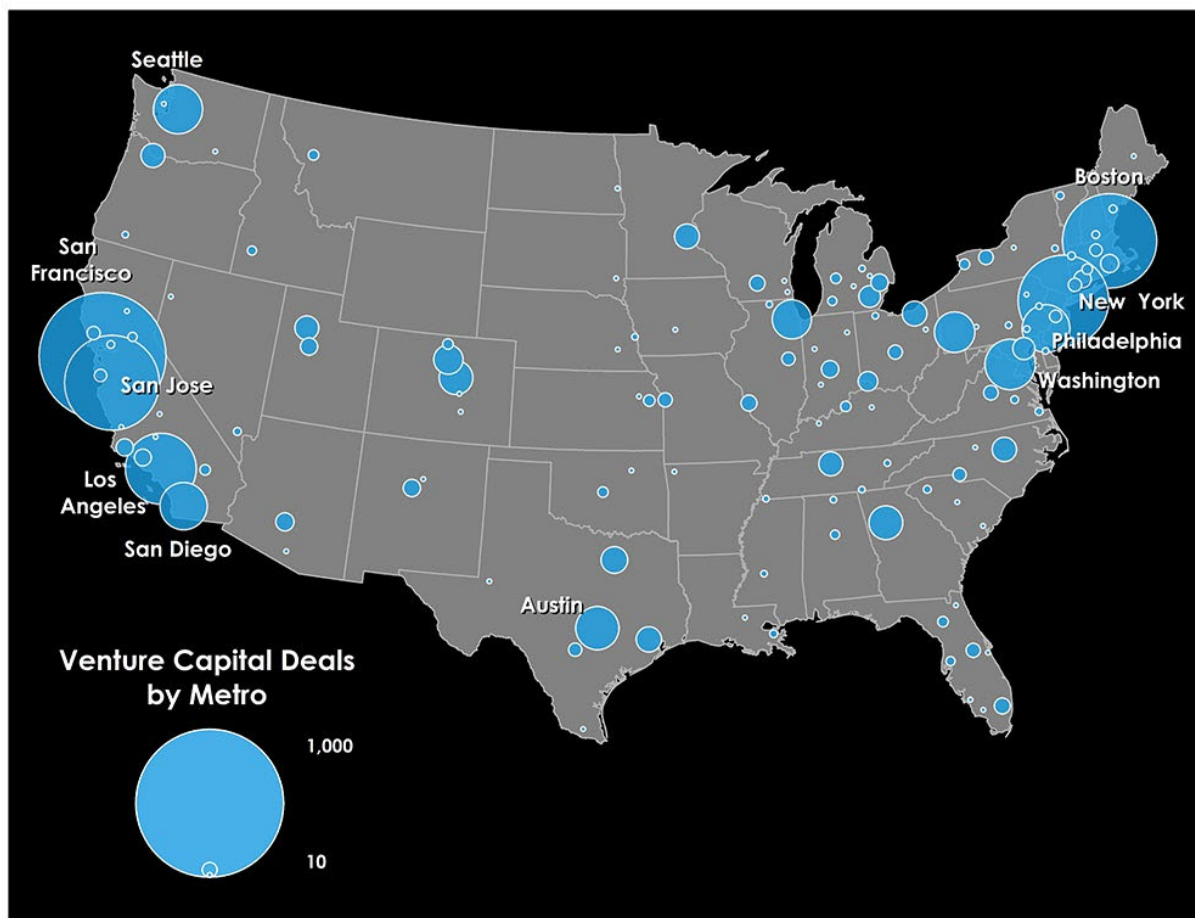 Seattle
San
Francisco
San Jose
Los
Angeles
San Diego
Austin
Boston
New York
Philadelphia
Washington
Venture Capital Deals
by Metro
1,000
10